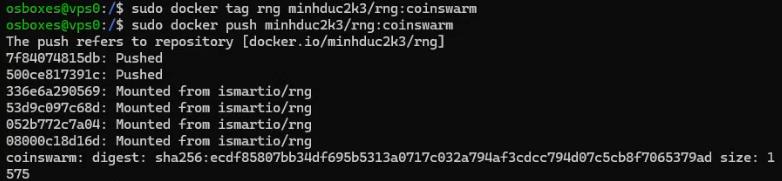 osboxes@vps0:/$ sudo docker tag rng minhduc2k3/rng:coinswarm
osboxes@vps0:/$ sudo docker push minhduc2k3/rng:coinswarm
The push refers to repository [docker.io/minhduc2k3/rng]
7f84074815db: Pushed
500ce817391c: Pushed
336e6a290569: Mounted from ismartio/rng
53d9c097c68d: Mounted from ismartio/rng
052b772c7a04: Mounted from ismartio/rng
08000c18d16d: Mounted from ismartio/rng
coinswarm: digest: sha256:ecdf85807bb34df695b5313a0717c032a794af3cdcc794d07c5cb8f7065379ad size: 1
575